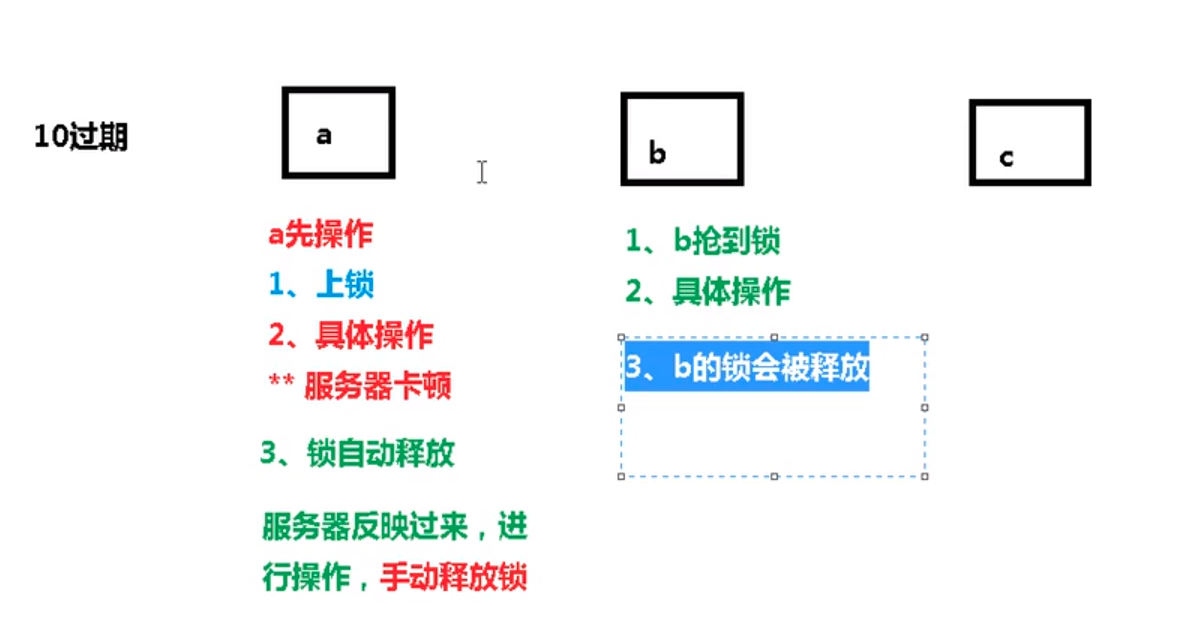 10过期
a
b
c
a先操作
1、上锁
2、具体操作
** 服务器卡顿
3、锁自动释放
服务器反映过来，进
行操作，手动释放锁
1、b抢到锁
2、具体操作
3、b的锁会被释放